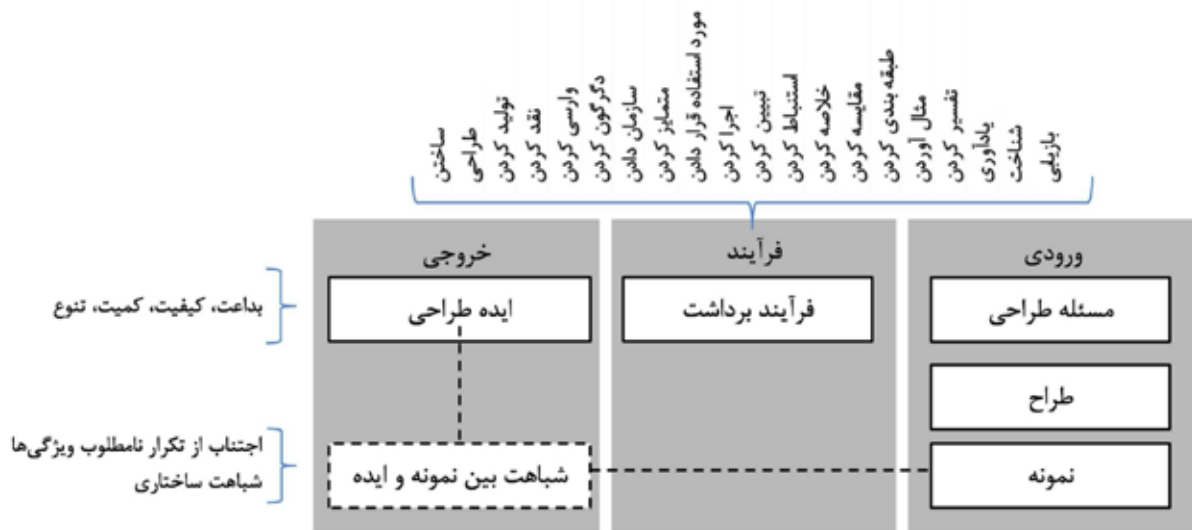 بازیابی
شناخت
یادآوری
تفسیر کردن
مثال آوردن
طبقه بندی کردن
مقایسه کردن
خلاصه کردن
استنباط کردن
تبیین کردن
اجرا کردن
مورد استفاده قرار دادن
متمایز کردن
سازمان دادن
دگرگون کردن
وارسی کردن
نقد کردن
تولید کردن
طراحی
ساختن
ورودی
فرآیند
خروجی
مسئله طراحی
فرآیند برداشت
ایده طراحی
بداعت، کیفیت، کمیت، تنوع
طراح
نمونه
شباهت بین نمونه و ایده
اجتناب از تکرار نامطلوب ویژگی‌ها
شباهت ساختاری